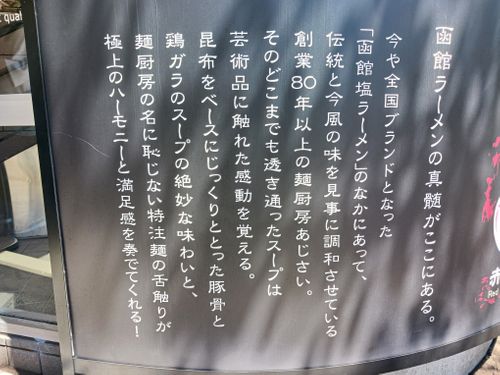 函館ラーメンの真髄がここにある。
今や全国ブランドとなった
「函館塩ラーメン」のなかにあって、
伝統と今風の味を見事に調和させている
創業80年以上の麺厨房あじさい。
そのどこまでも透き通ったスープは
芸術品に触れた感動を覚える。
昆布をベースにじっくりととった豚骨と
鶏ガラのスープの絶妙な味わいと、
麺厨房の名に恥じない特注麺の舌触りが
極上のハーモニーと満足感を奏でてくれる!